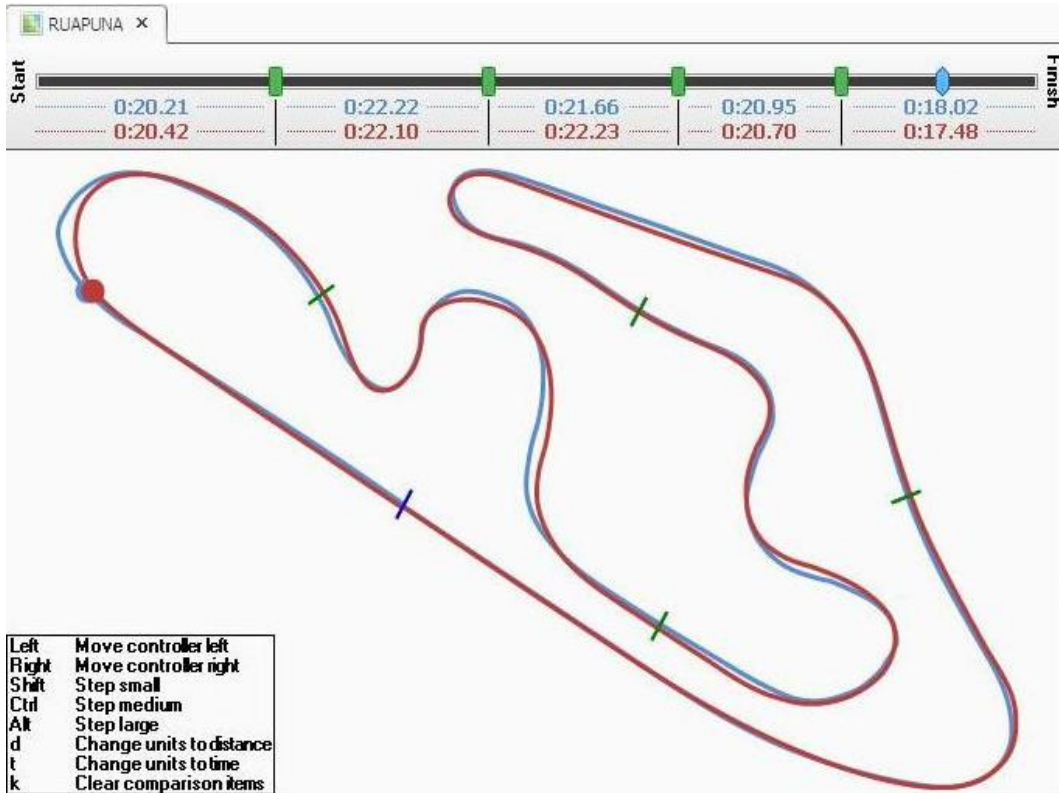 RUAPUNA ×
Start
Finish
0:20.21 0:22.22 0:21.66 0:20.95 0:18.02
0:20.42 0:22.10 0:22.23 0:20.70 0:17.48
Left Move controller left
Right Move controller right
Shift Step small
Ctrl Step medium
Alt Step large
d Change units to distance
t Change units to time
k Clear comparison items